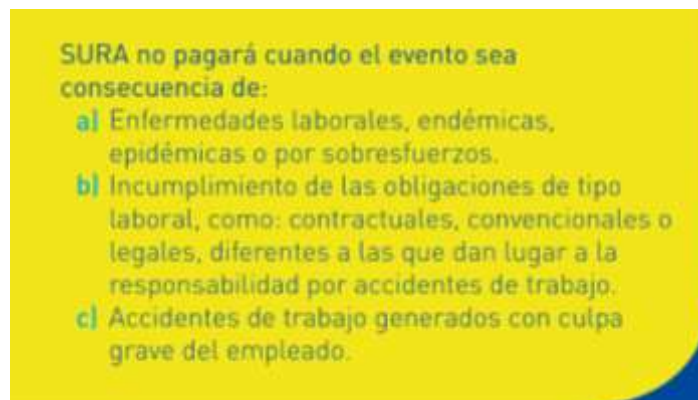 SURA no pagará cuando el evento sea
consecuencia de:
a) Enfermedades laborales, endémicas,
epidémicas o por sobresfuerzos.
b) Incumplimiento de las obligaciones de tipo
laboral, como: contractuales, convencionales o
legales, diferentes a las que dan lugar a la
responsabilidad por accidentes de trabajo.
c) Accidentes de trabajo generados con culpa
grave del empleado.